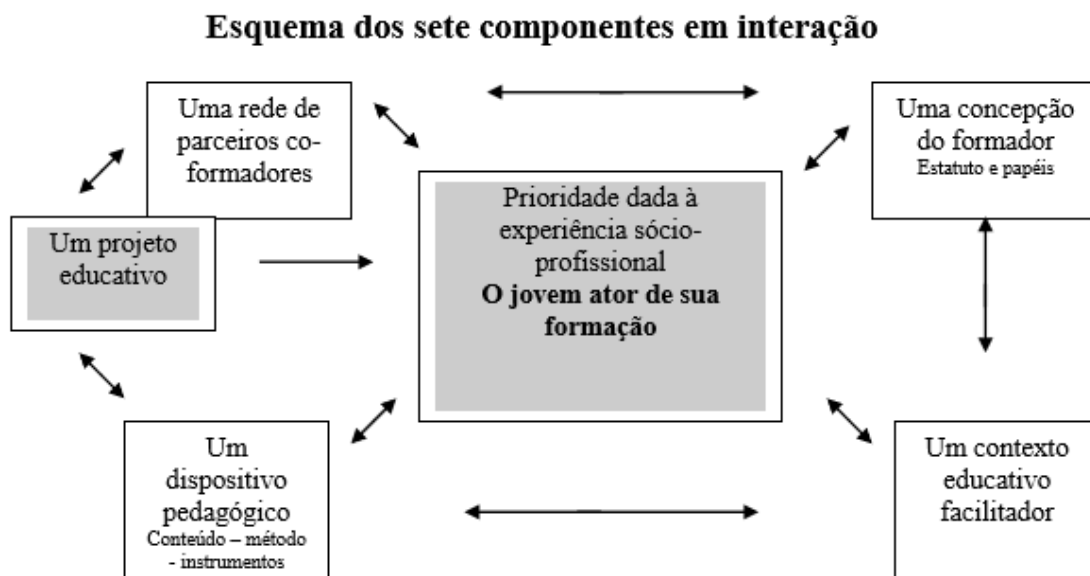 Esquema dos sete componentes em interação
Uma rede de
parceiros co-
formadores
Uma concepção
do formador
Estatuto e papéis
Um projeto
educativo
Prioridade dada à
experiência sócio-
profissional
O jovem ator de sua
formação
Um
dispositivo
pedagógico
Conteúdo – método
- instrumentos
Um contexto
educativo
facilitador